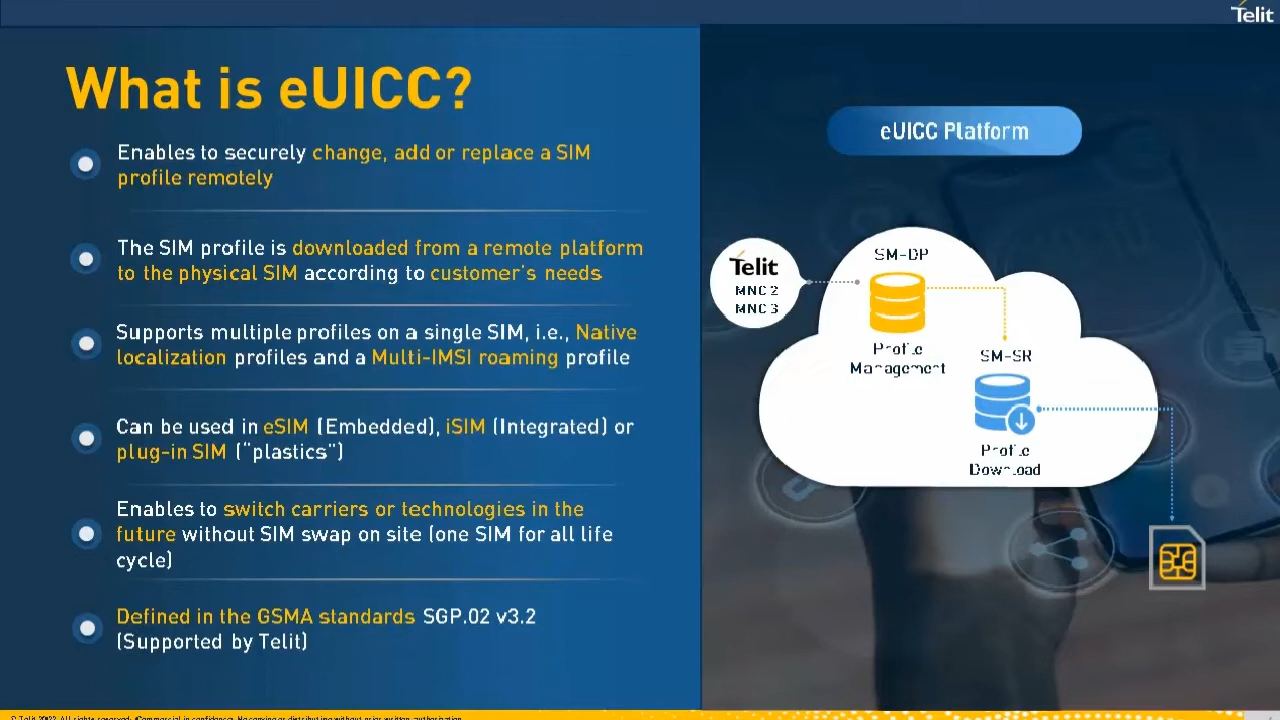 Telit
What is eUICC?
Enables to securely change, add or replace a SIM
profile remotely
The SIM profile is downloaded from a remote platform
to the physical SIM according to customer's needs
Supports multiple profiles on a single SIM, i.e., Native
localization profiles and a Multi-IMSI roaming profile
Can be used in eSIM (Embedded), iSIM (Integrated) or
plug-in SIM ("plastics")
Enables to switch carriers or technologies in the
future without SIM swap on site (one SIM for all life
cycle)
Defined in the GSMA standards SGP.02 v3.2
(Supported by Telit)
eUICC Platform
Telit
MNC 2
MNC 3
SM-DP
Profile
Management
SM-SR
Profile
Download
© Telit 2022 All rights reserved.